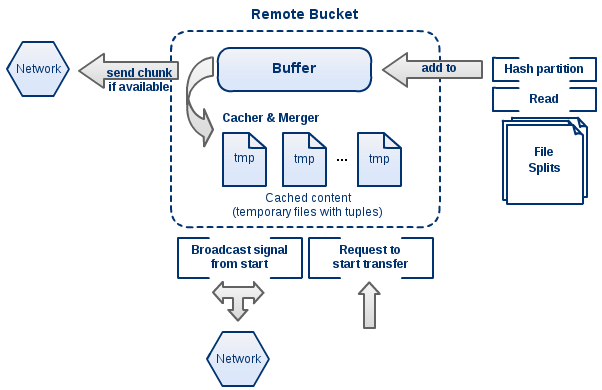 Remote Bucket
Network
send chunk
if available
Buffer
add to
Hash partition
Read
File
Splits
Cacher & Merger
tmp
tmp
...
tmp
Cached content
(temporary files with tuples)
Broadcast signal
from start
Request to
start transfer
Network